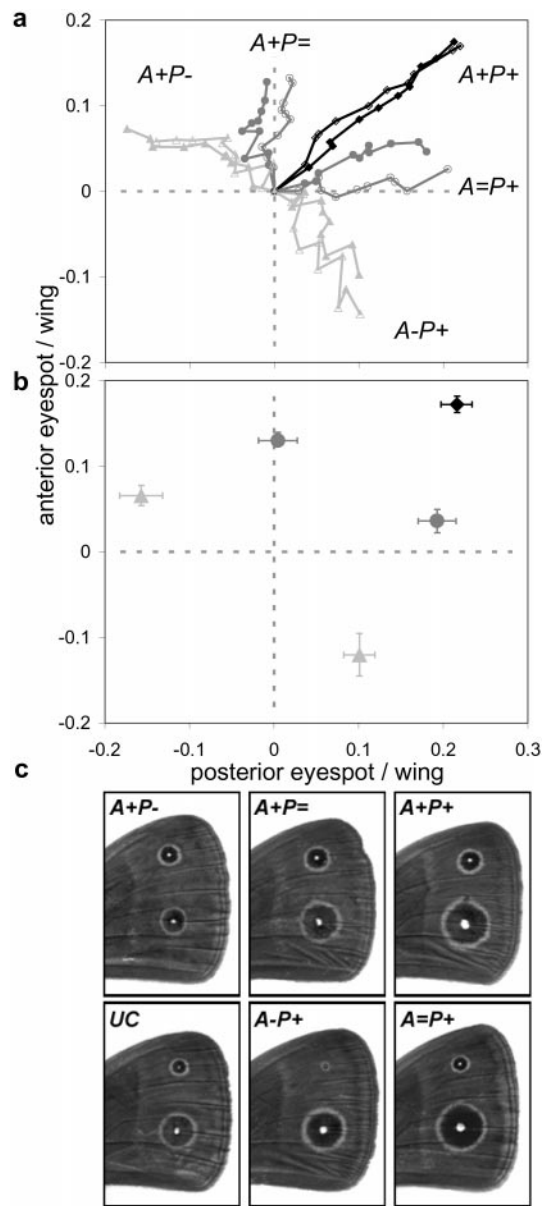 a
0.2
A+P=
A+P-
A+P+
0.1
A=P+
0
-0.1
A-P+
-0.2
b
0.2
0.1
0
-0.1
-0.2
anterior eyespot / wing
-0.2
-0.1
0
0.1
0.2
0.3
posterior eyespot / wing
c
A+P-
A+P=
A+P+
UC
A-P+
A=P+